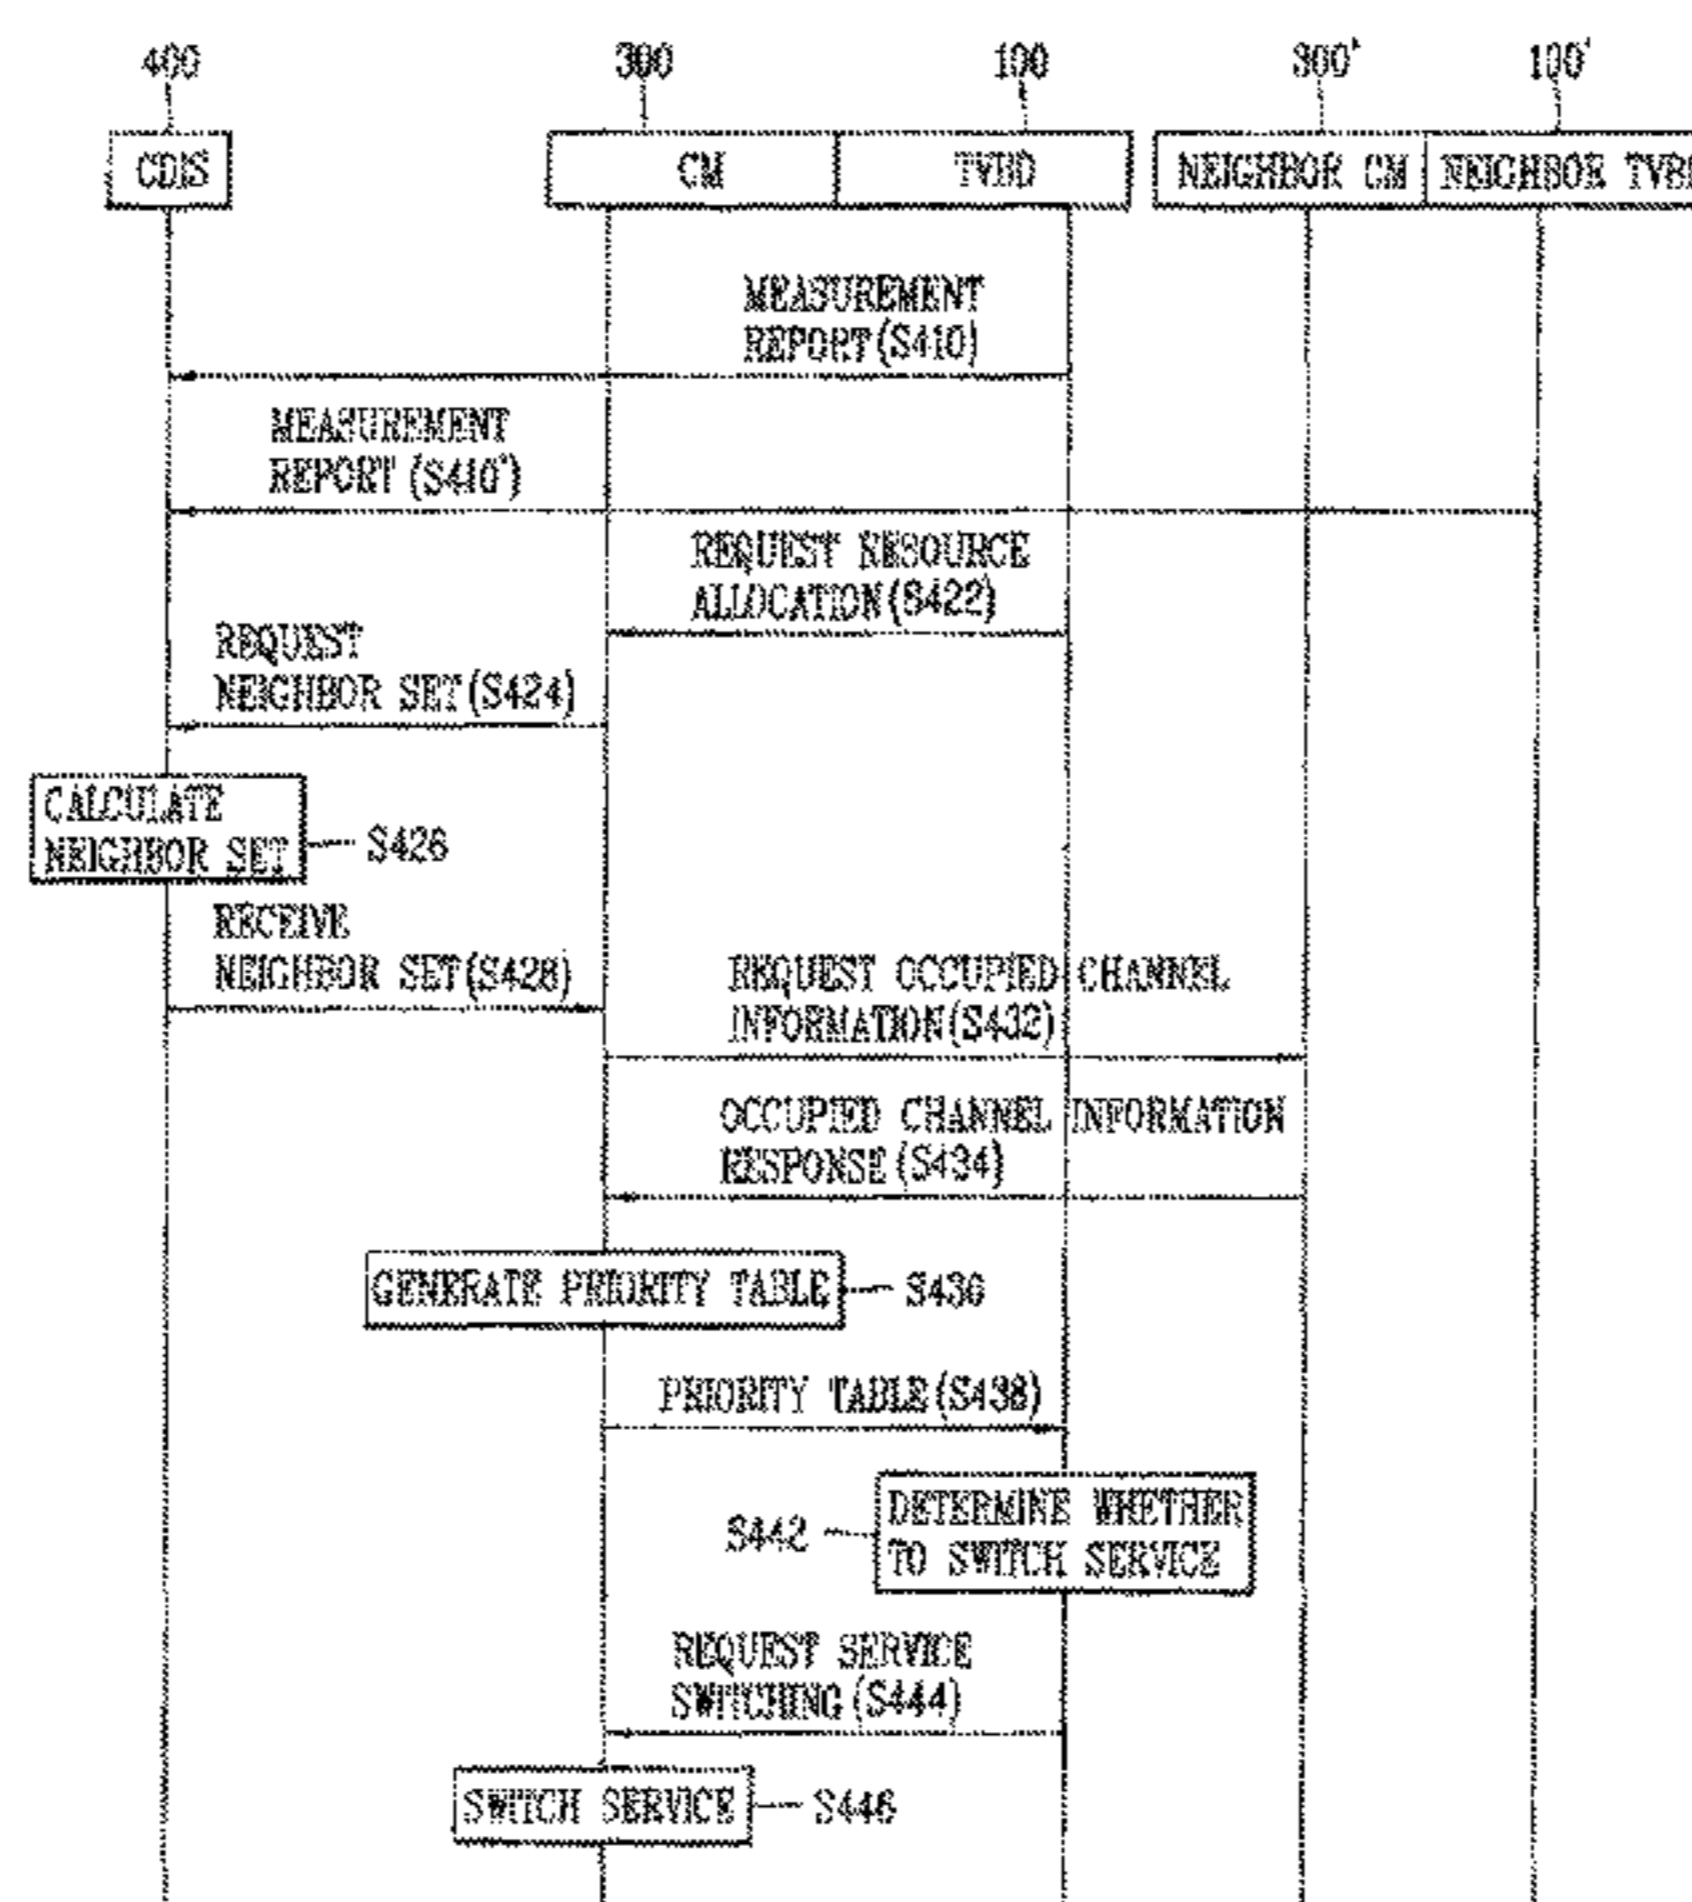 400 300 100 300' 100'
CDIS CM TVBD NEIGHBOR CM NEIGHBOR
MEASUREMENT
REPORT(S410)
MEASUREMENT
REPORT (S410')
REQUEST RESOURCE
ALLOCATION(S422)
REQUEST
NEIGHBOR SET(S424)
CALCULATE
NEIGHBOR SET S426
RECEIVE
NEIGHBOR SET(S428)
REQUEST OCCUPIED CHANNEL
INFORMATION(S432)
OCCUPIED CHANNEL INFORMATION
RESPONSE(S434)
GENERATE PRIORITY TABLE S436
PRIORITY TABLE(S438)
DETERMINE WHETHER
S442 TO SWITCH SERVICE
REQUEST SERVICE
SWITCHING(S444)
SWITCH SERVICE S446